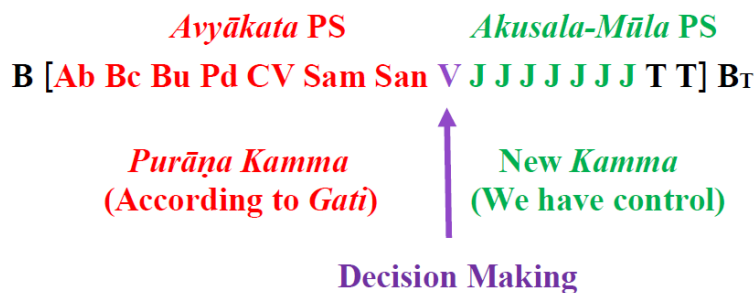 Avyākata PS Akusala-Mūla PS
B [Ab Bc Bu Pd CV Sam San V J J J J J J J T T] BT
Purāṇa Kamma New Kamma
(According to Gati) (We have control)
Decision Making